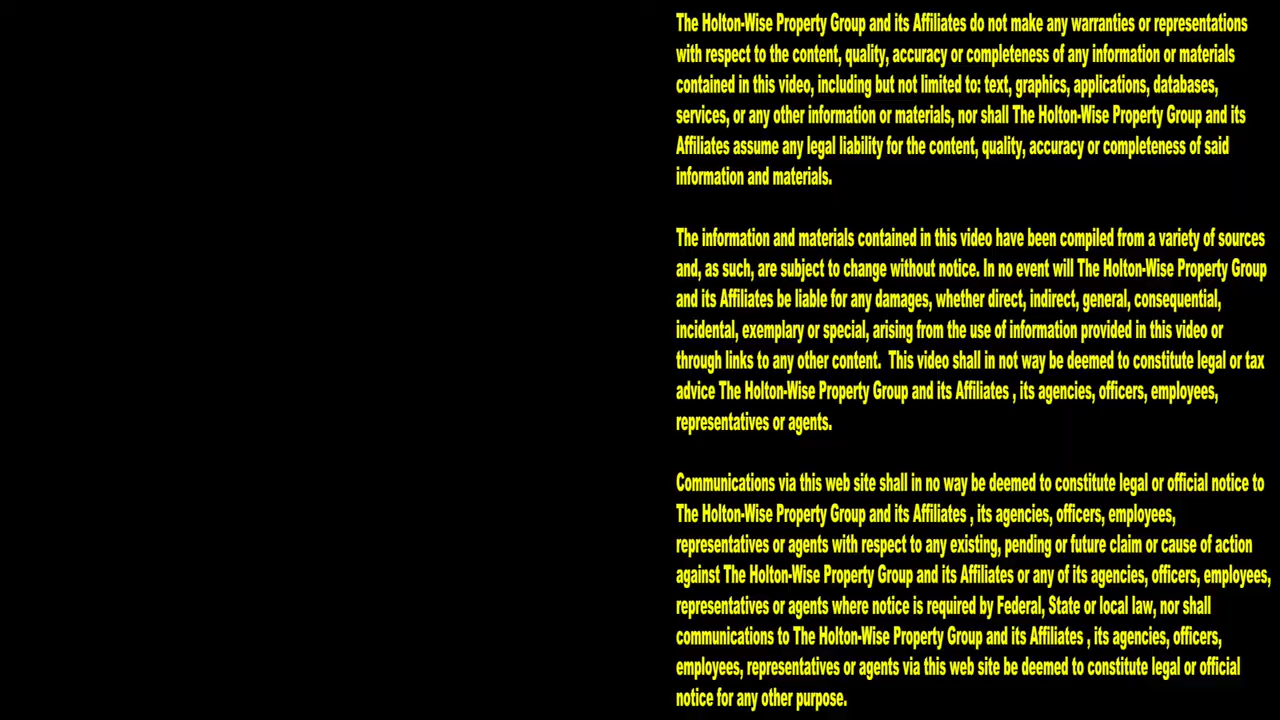 The Holton-Wise Property Group and its Affiliates do not make any warranties or representations
with respect to the content, quality, accuracy or completeness of any information or materials
contained in this video, including but not limited to: text, graphics, applications, databases,
services, or any other information or materials, nor shall The Holton-Wise Property Group and its
Affiliates assume any legal liability for the content, quality, accuracy or completeness of said
information and materials.
The information and materials contained in this video have been compiled from a variety of sources
and, as such, are subject to change without notice. In no event will The Holton-Wise Property Group
and its Affiliates be liable for any damages, whether direct, indirect, general, consequential,
incidental, exemplary or special, arising from the use of information provided in this video or
through links to any other content.  This video shall in not way be deemed to constitute legal or tax
advice The Holton-Wise Property Group and its Affiliates , its agencies, officers, employees,
representatives or agents.
Communications via this web site shall in no way be deemed to constitute legal or official notice to
The Holton-Wise Property Group and its Affiliates , its agencies, officers, employees,
representatives or agents with respect to any existing, pending or future claim or cause of action
against The Holton-Wise Property Group and its Affiliates or any of its agencies, officers, employees,
representatives or agents where notice is required by Federal, State or local law, nor shall
communications to The Holton-Wise Property Group and its Affiliates , its agencies, officers,
employees, representatives or agents via this web site be deemed to constitute legal or official
notice for any other purpose.